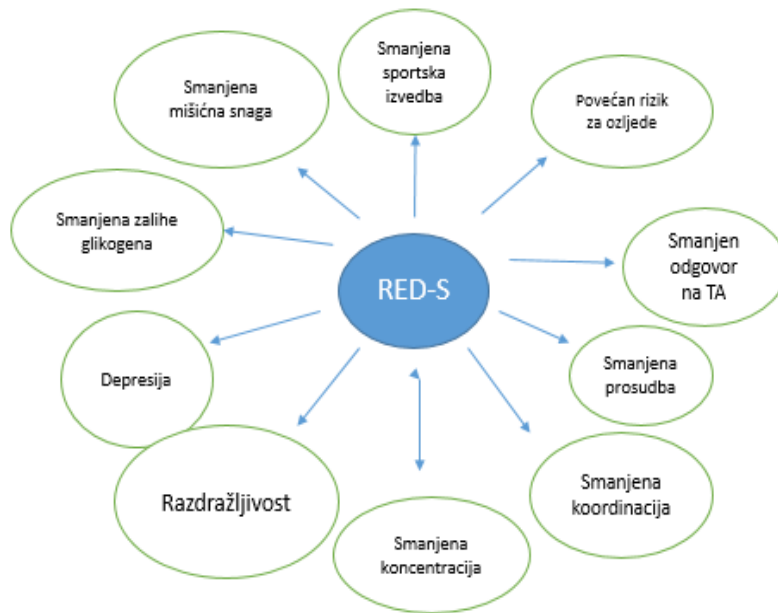 Smanjena
sportska
izvedba
Smanjena
mišićna snaga
Povećan rizik
za ozljede
Smanjena zalihe
glikogena
Smanjen
odgovor
na TA
RED-S
Depresija
Smanjena
prosudba
Razdražljivost
Smanjena
koordinacija
Smanjena
koncentracija